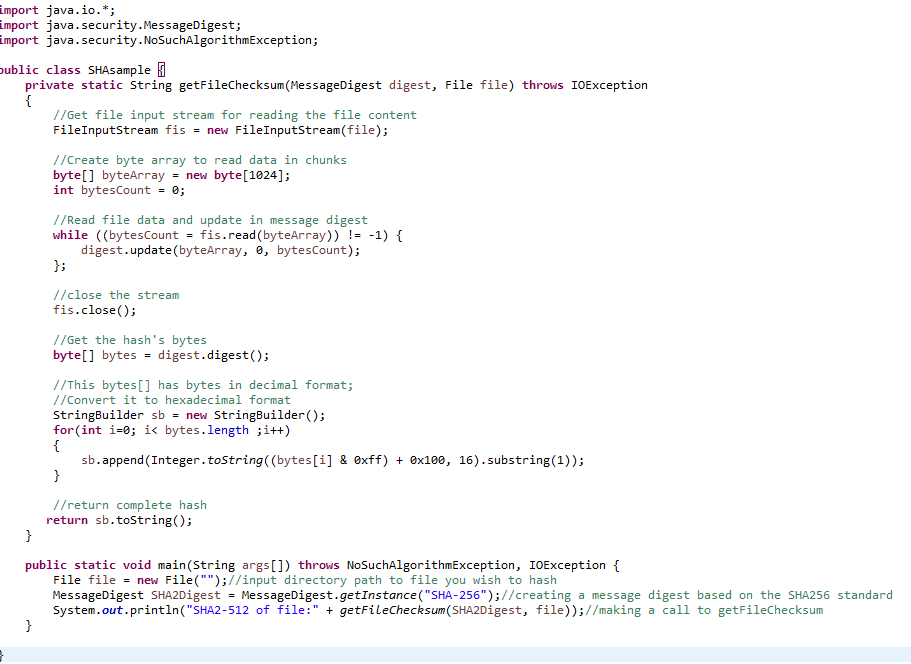 import java.io.*;
import java.security.MessageDigest;
import java.security.NoSuchAlgorithmException;
public class SHAsample {
private static String getFileChecksum(MessageDigest digest, File file) throws IOException
{
//Get file input stream for reading the file content
FileInputStream fis = new FileInputStream(file);
//Create byte array to read data in chunks
byte[] byteArray = new byte[1024];
int bytesCount = 0;
//Read file data and update in message digest
while ((bytesCount = fis.read(byteArray)) != -1) {
digest.update(byteArray, 0, bytesCount);
};
//close the stream
fis.close();
//Get the hash's bytes
byte[] bytes = digest.digest();
//This bytes[] has bytes in decimal format;
//Convert it to hexadecimal format
StringBuilder sb = new StringBuilder();
for(int i=0; i< bytes.length ;i++)
{
sb.append(Integer.toString((bytes[i] & 0xff) + 0x100, 16).substring(1));
}
//return complete hash
return sb.toString();
}
public static void main(String args[]) throws NoSuchAlgorithmException, IOException {
File file = new File("");//input directory path to file you wish to hash
MessageDigest SHA2Digest = MessageDigest.getInstance("SHA-256");//creating a message digest based on the SHA256 standard
System.out.println("SHA2-512 of file:" + getFileChecksum(SHA2Digest, file));//making a call to getFileChecksum
}
}